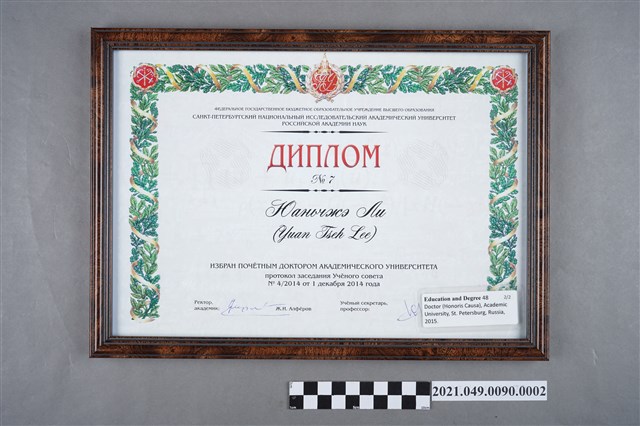 ФЕДЕРАЛЬНОЕ ГОСУДАРСТВЕННОЕ БЮДЖЕТНОЕ ОБРАЗОВАТЕЛЬНОЕ УЧРЕЖДЕНИЕ ВЫСШЕГО ОБРАЗОВАНИЯ
САНКТ-ПЕТЕРБУРГСКИЙ НАЦИОНАЛЬНЫЙ ИССЛЕДОВАТЕЛЬСКИЙ АКАДЕМИЧЕСКИЙ УНИВЕРСИТЕТ
РОССИЙСКОЙ АКАДЕМИИ НАУК
ДИПЛОМ
№ 7
Юаньчжэ Ли
(Yuan Tseh Lee)
ИЗБРАН ПОЧЁТНЫМ ДОКТОРОМ АКАДЕМИЧЕСКОГО УНИВЕРСИТЕТА
протокол заседания Учёного совета
№ 4/2014 от 1 декабря 2014 года
Ректор,
академик
Ж.И. Алфёров
Учёный секретарь,
профессор:
Education and Degree 48 2/2
Doctor (Honoris Causa), Academic
University, St. Petersburg, Russia,
2015.
2021.049.0090.0002